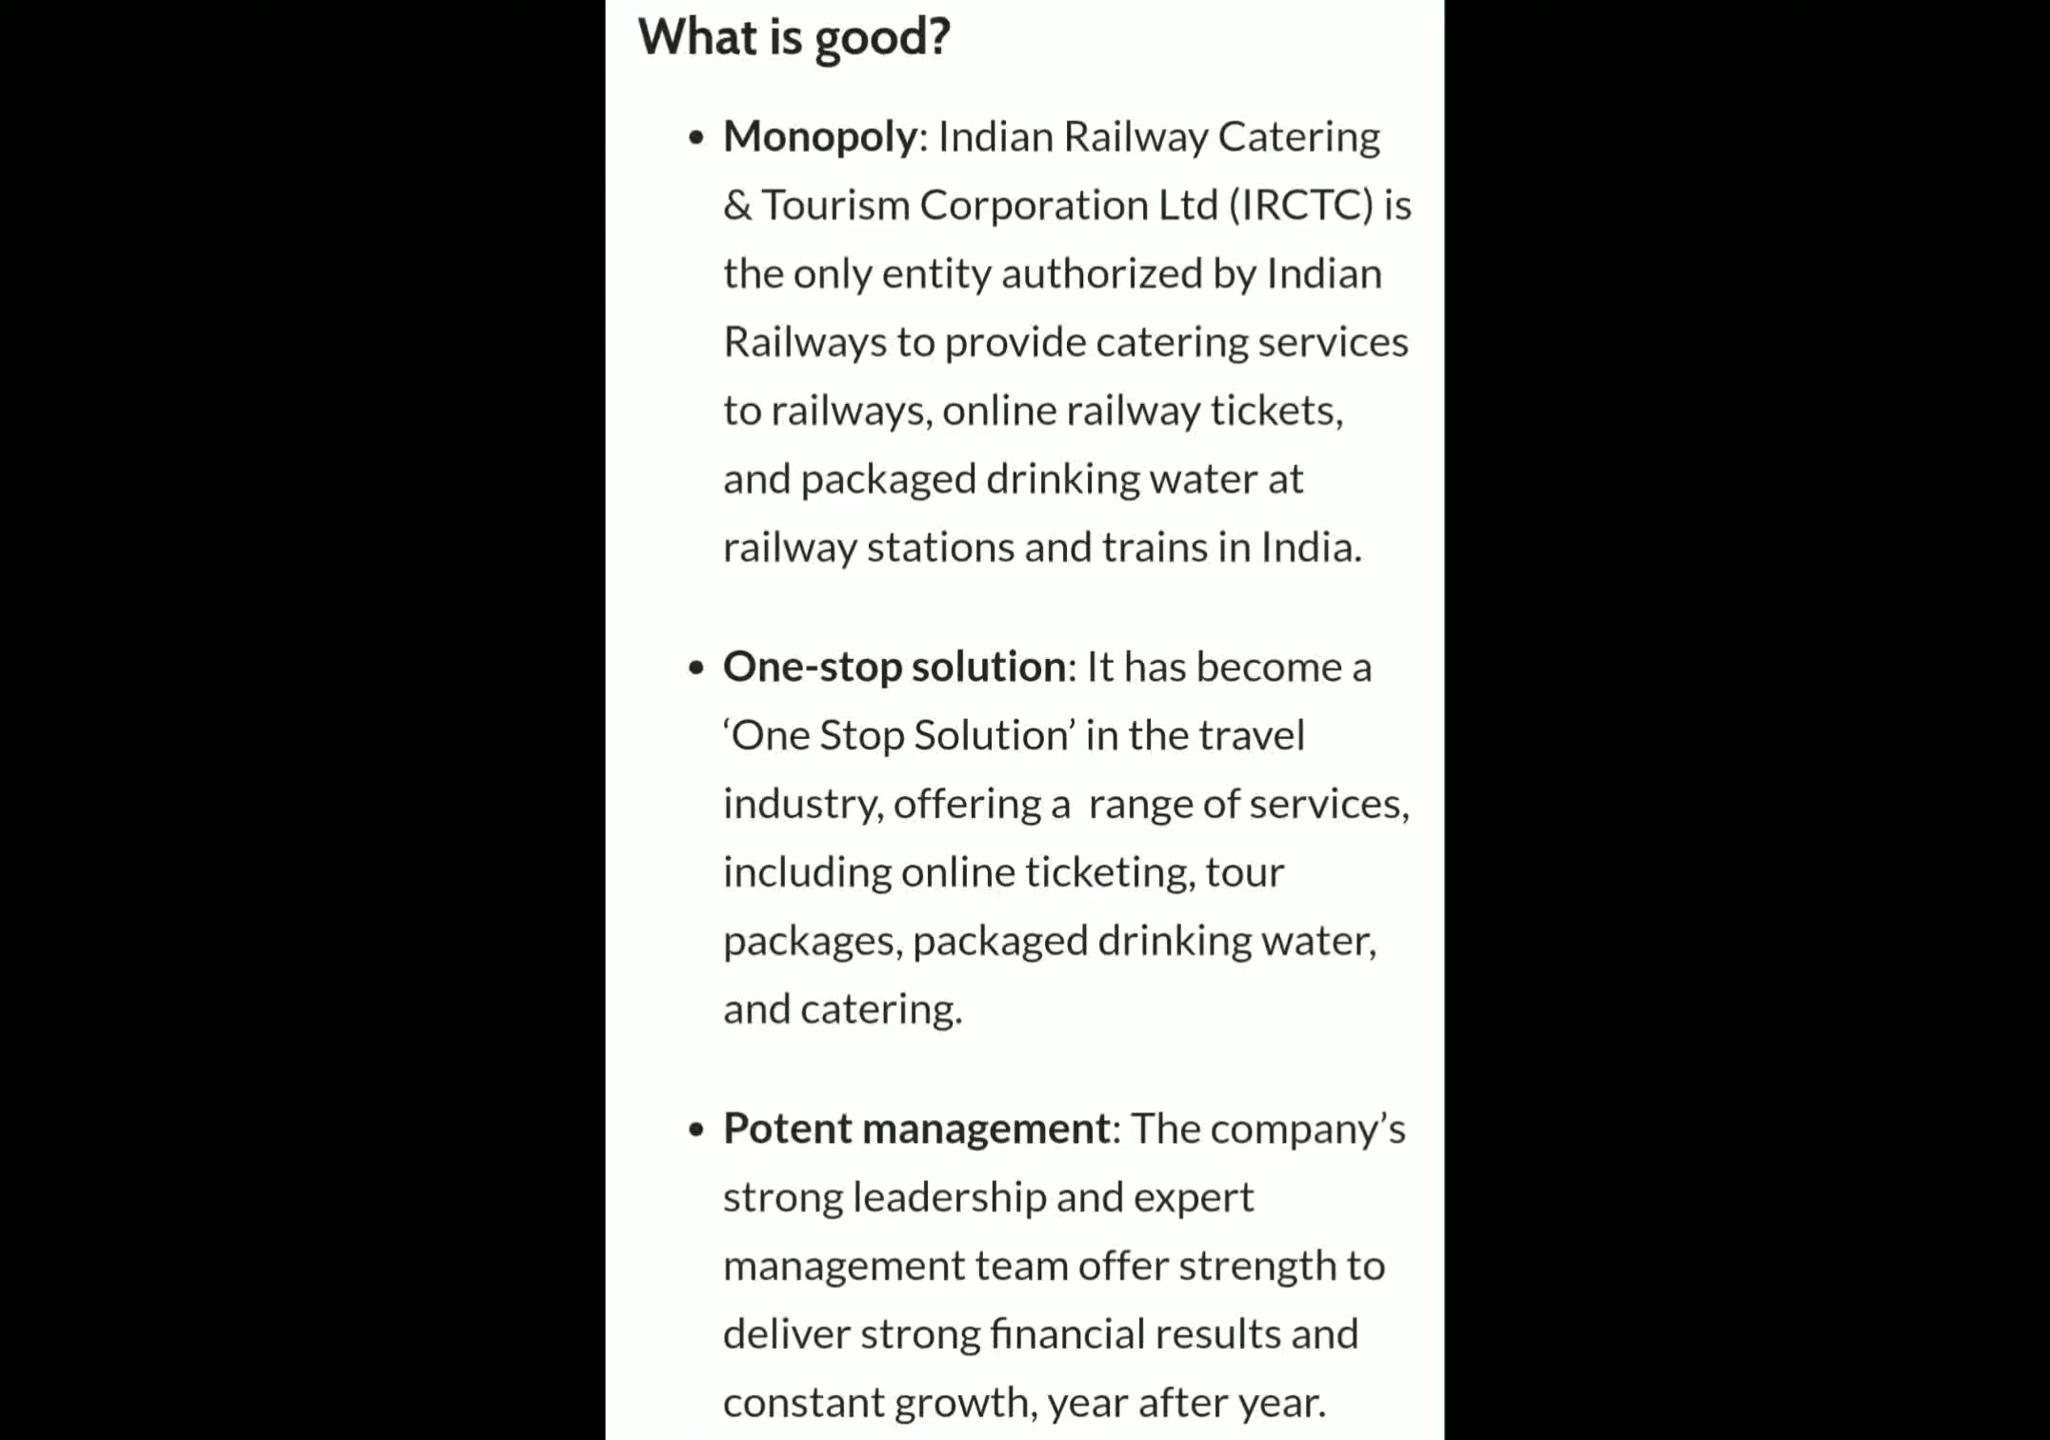 What is good?
• Monopoly: Indian Railway Catering
& Tourism Corporation Ltd (IRCTC) is
the only entity authorized by Indian
Railways to provide catering services
to railways, online railway tickets,
and packaged drinking water at
railway stations and trains in India.
• One-stop solution: It has become a
‘One Stop Solution’ in the travel
industry, offering a  range of services,
including online ticketing, tour
packages, packaged drinking water,
and catering.
• Potent management: The company’s
strong leadership and expert
management team offer strength to
deliver strong financial results and
constant growth, year after year.